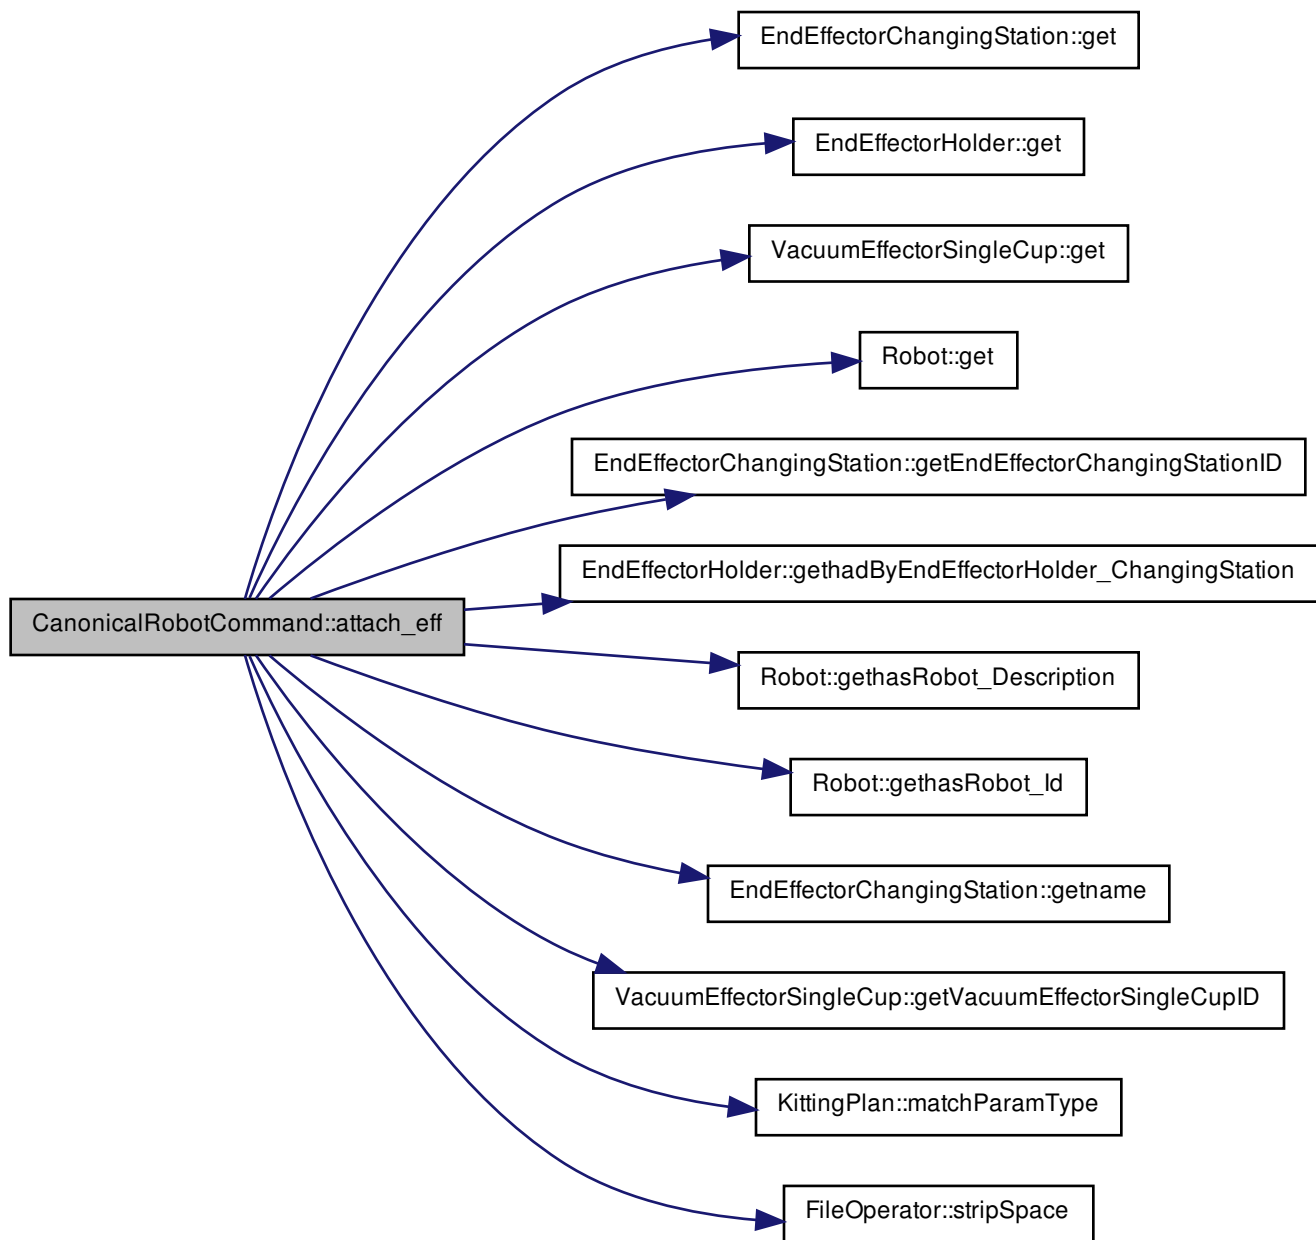 EndEffectorChangingStation::get
EndEffectorHolder::get
VacuumEffectorSingleCup::get
Robot::get
EndEffectorChangingStation::getEndEffectorChangingStationID
EndEffectorHolder::gethadByEndEffectorHolder_ChangingStation
CanonicalRobotCommand::attach_eff
Robot::gethasRobot_Description
Robot::gethasRobot_Id
EndEffectorChangingStation::getname
VacuumEffectorSingleCup::getVacuumEffectorSingleCupID
KittingPlan::matchParamType
FileOperator::stripSpace